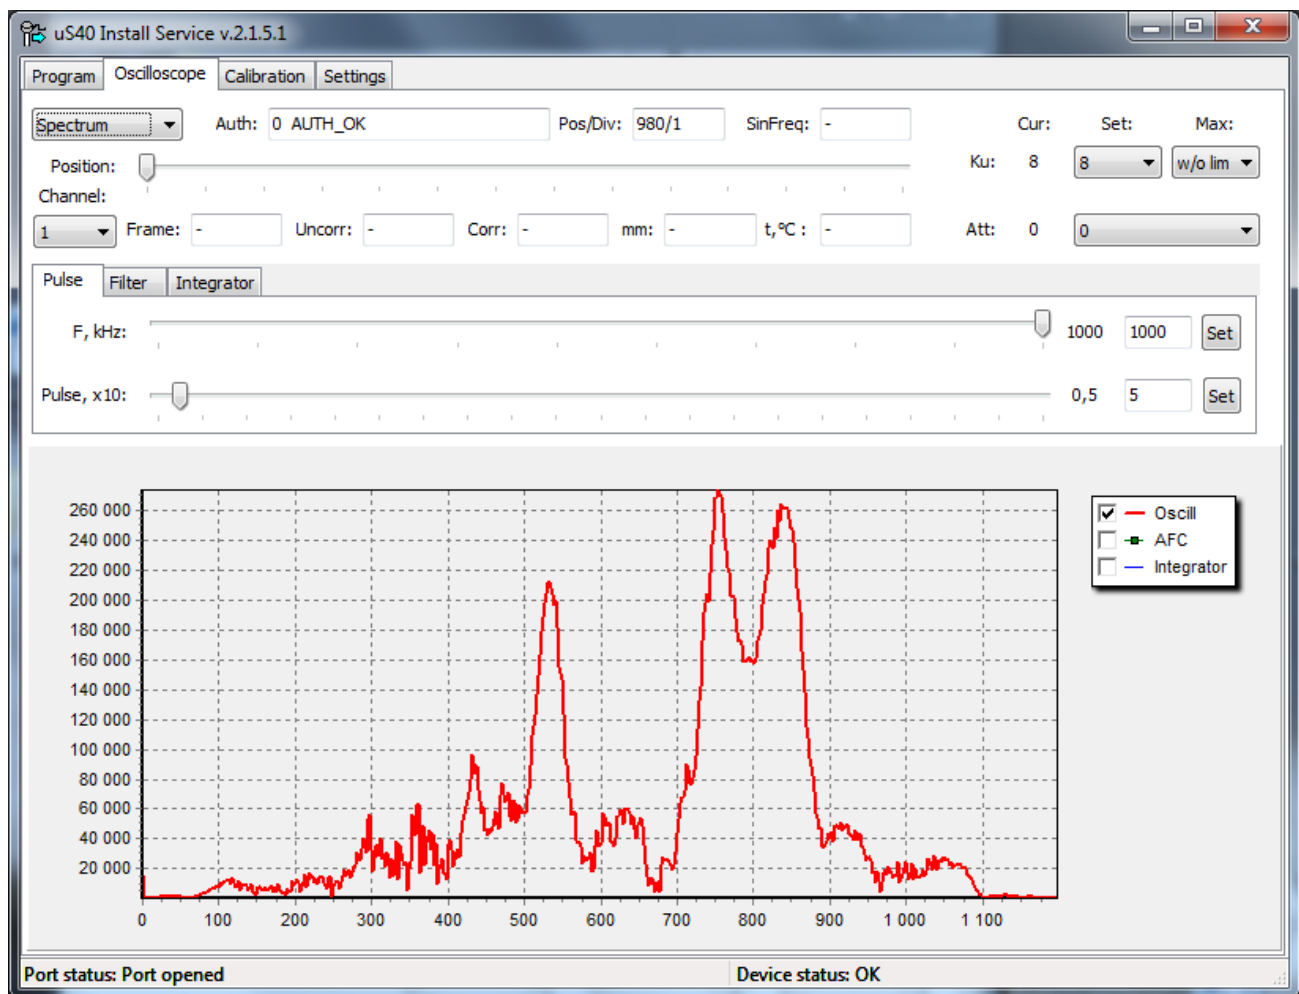 uS40 Install Service v.2.1.5.1
Program Oscilloscope Calibration Settings
Spectrum Auth: 0 AUTH_OK Pos/Div: 980/1 SinFreq: - Cur: Set: Max:
Position: Ku: 8 8 w/o lim
Channel:
1 Frame: - Uncorr: - Corr: - mm: - t,ºC : - Att: 0 0
Pulse Filter Integrator
F, kHz: 1000 1000 Set
Pulse, x10: 0,5 5 Set
260 000
240 000
220 000
200 000
180 000
160 000
140 000
120 000
100 000
80 000
60 000
40 000
20 000
0 100 200 300 400 500 600 700 800 900 1 000 1 100
Oscill
AFC
Integrator
Port status: Port opened Device status: OK